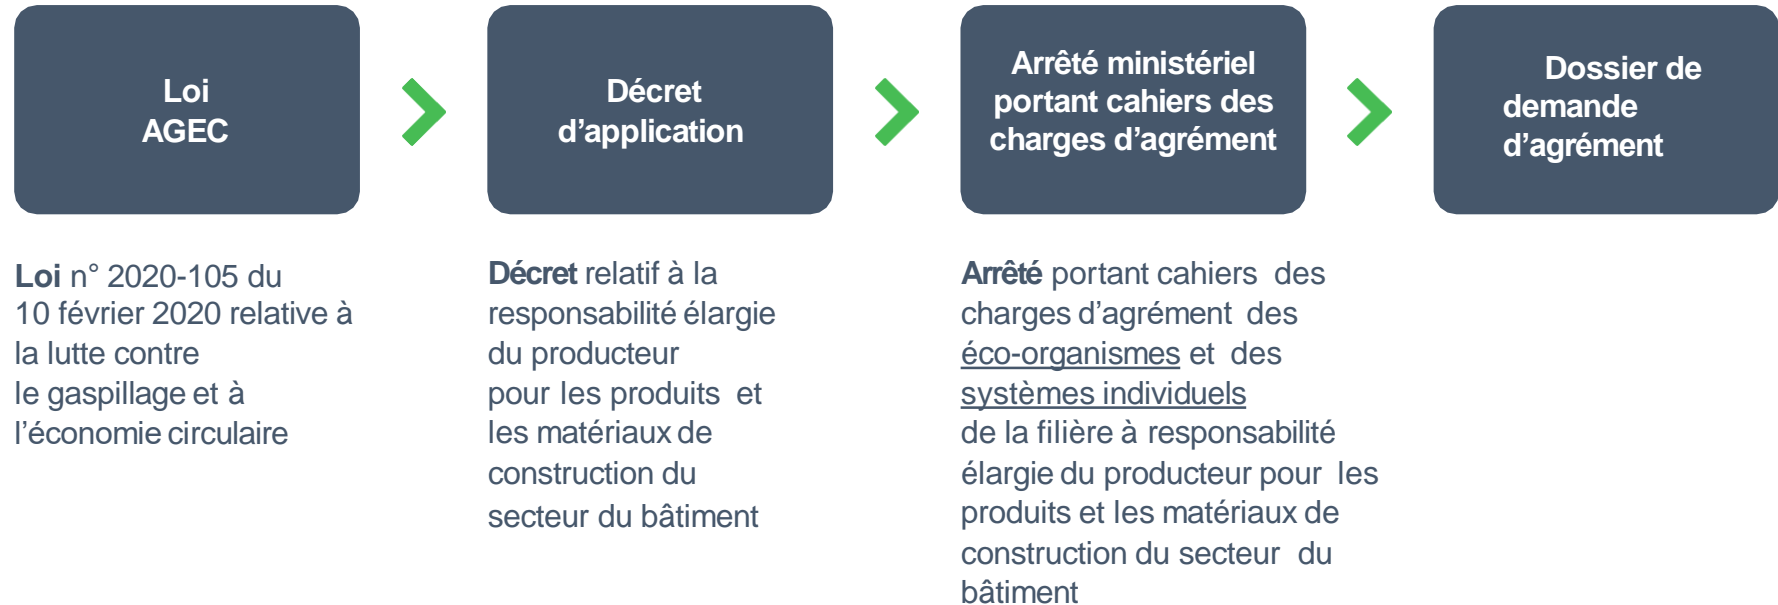 Loi
AGEC
Décret
d’application
Arrêté ministériel
portant cahiers des
charges d’agrément
Dossier de
demande
d’agrément
Loi n° 2020-105 du
10 février 2020 relative à
la lutte contre
le gaspillage et à
l’économie circulaire
Décret relatif à la
responsabilité élargie
du producteur
pour les produits et
les matériaux de
construction du
secteur du bâtiment
Arrêté portant cahiers des
charges d’agrément des
éco-organismes et des
systèmes individuels
de la filière à responsabilité
élargie du producteur pour les
produits et les matériaux de
construction du secteur du
bâtiment